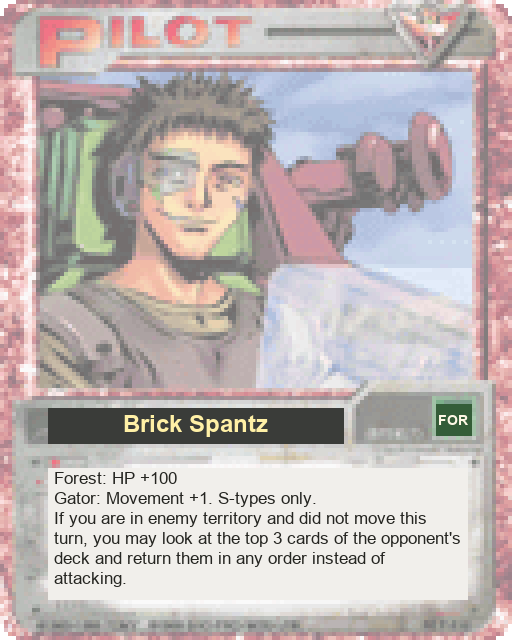 PILOT
Brick Spantz
FOR
Forest: HP +100
Gator: Movement +1. S-types only.
If you are in enemy territory and did not move this
turn, you may look at the top 3 cards of the opponent's
deck and return them in any order instead of
attacking.